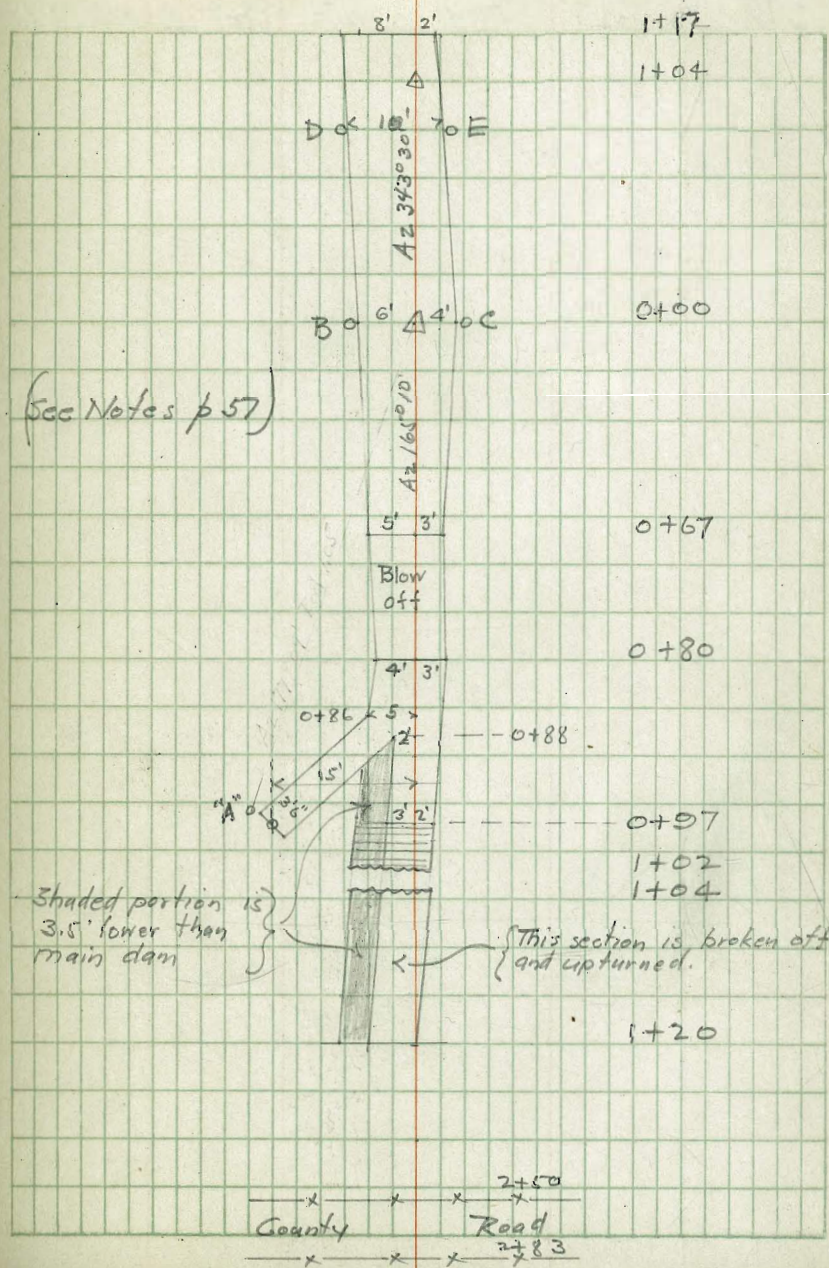 8' 2' 1+17
1+04
D 10 E
Az 343° 30'
B 6' 4' C 0+00
(See Notes p 57)
Az 165° 10'
5' 3' 0+67
Blow
off
0+80
4' 3'
0+86 5
2' 0+88
15'
"A" 3'6"
3' 2' 0+97
1+02
1+04
Shaded portion is
3.5' lower than
main dam
This section is broken off
and upturned.
1+20
2+50
County Road
2+83